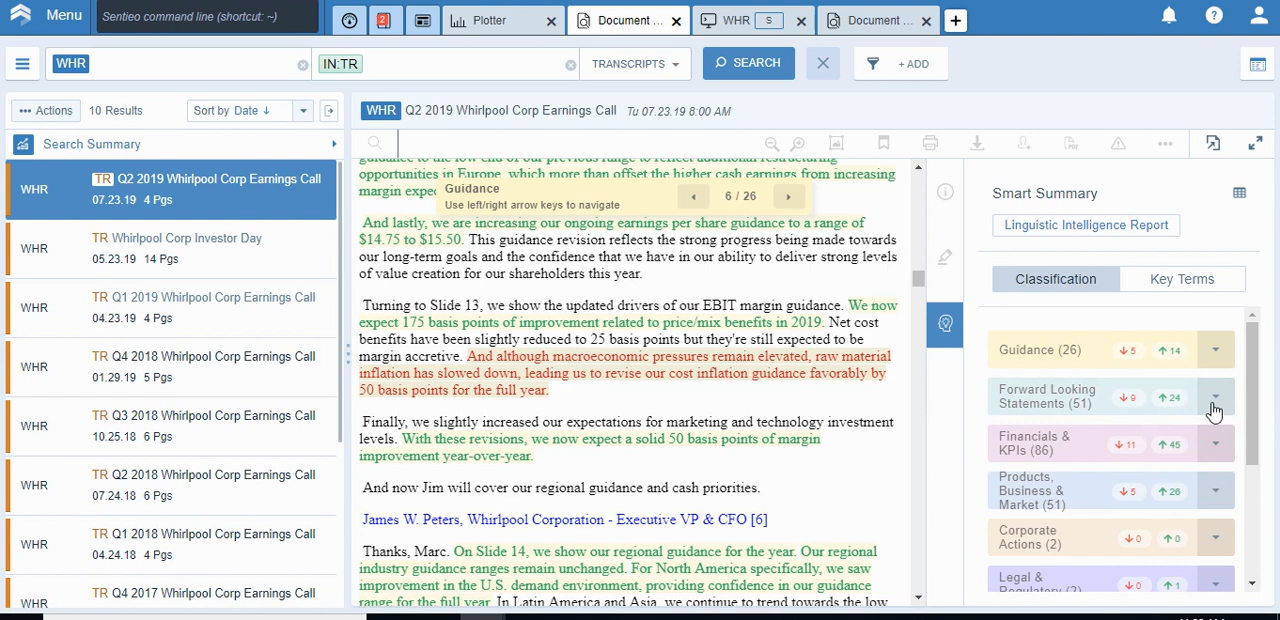 Menu
Sentieo command line (shortcut: ~)
2
Plotter
Document ...
WHR S
Document ...
WHR
IN:TR
TRANSCRIPTS
SEARCH
+ ADD
Actions
10 Results
Sort by Date
Search Summary
WHR
TR Q2 2019 Whirlpool Corp Earnings Call
07.23.19 4 Pgs
WHR
TR Whirlpool Corp Investor Day
05.23.19 14 Pgs
WHR
TR Q1 2019 Whirlpool Corp Earnings Call
04.23.19 4 Pgs
WHR
TR Q4 2018 Whirlpool Corp Earnings Call
01.29.19 5 Pgs
WHR
TR Q3 2018 Whirlpool Corp Earnings Call
10.25.18 6 Pgs
WHR
TR Q2 2018 Whirlpool Corp Earnings Call
07.24.18 6 Pgs
WHR
TR Q1 2018 Whirlpool Corp Earnings Call
04.24.18 4 Pgs
WHR
TR Q4 2017 Whirlpool Corp Earnings Call
WHR Q2 2019 Whirlpool Corp Earnings Call Tu 07.23.19 8:00 AM
guidance to the low end of our previous range to reflect additional restructuring
opportunities in Europe, which more than offset the higher cash earnings from increasing
margin expe
Guidance
Use left/right arrow keys to navigate
6 / 26
And lastly, we are increasing our ongoing earnings per share guidance to a range of
$14.75 to $15.50. This guidance revision reflects the strong progress being made towards
our long-term goals and the confidence that we have in our ability to deliver strong levels
of value creation for our shareholders this year.
Turning to Slide 13, we show the updated drivers of our EBIT margin guidance. We now
expect 175 basis points of improvement related to price/mix benefits in 2019. Net cost
benefits have been slightly reduced to 25 basis points but they're still expected to be
margin accretive. And although macroeconomic pressures remain elevated, raw material
inflation has slowed down, leading us to revise our cost inflation guidance favorably by
50 basis points for the full year.
Finally, we slightly increased our expectations for marketing and technology investment
levels. With these revisions, we now expect a solid 50 basis points of margin
improvement year-over-year.
And now Jim will cover our regional guidance and cash priorities.
James W. Peters, Whirlpool Corporation - Executive VP & CFO [6]
Thanks, Marc. On Slide 14, we show our regional guidance for the year. Our regional
industry guidance ranges remain unchanged. For North America specifically, we saw
improvement in the U.S. demand environment, providing confidence in our guidance
range for the full year. In Latin America and Asia, we continue to trend towards the low
Smart Summary
Linguistic Intelligence Report
Classification
Key Terms
Guidance (26) 5 14
Forward Looking
Statements (51) 9 24
Financials &
KPIs (86) 11 45
Products,
Business &
Market (51) 5 26
Corporate
Actions (2) 0 0
Legal &
Regulatory (2) 0 1